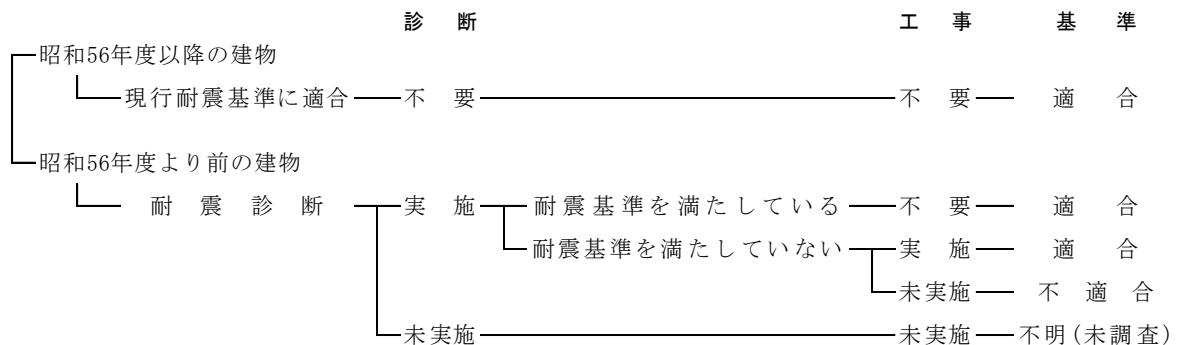 診断 工事 基準
昭和56年度以降の建物
現行耐震基準に適合 不要 不要 適合
昭和56年度より前の建物
耐震診断 実施 耐震基準を満たしている 不要 適合
耐震基準を満たしていない 実施 適合
未実施 不適合
未実施 未実施 不明(未調査)